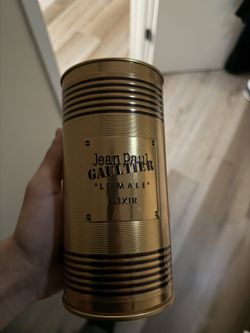 Jean Paul
GAULTIER
"LE MALE"
ELIXIR